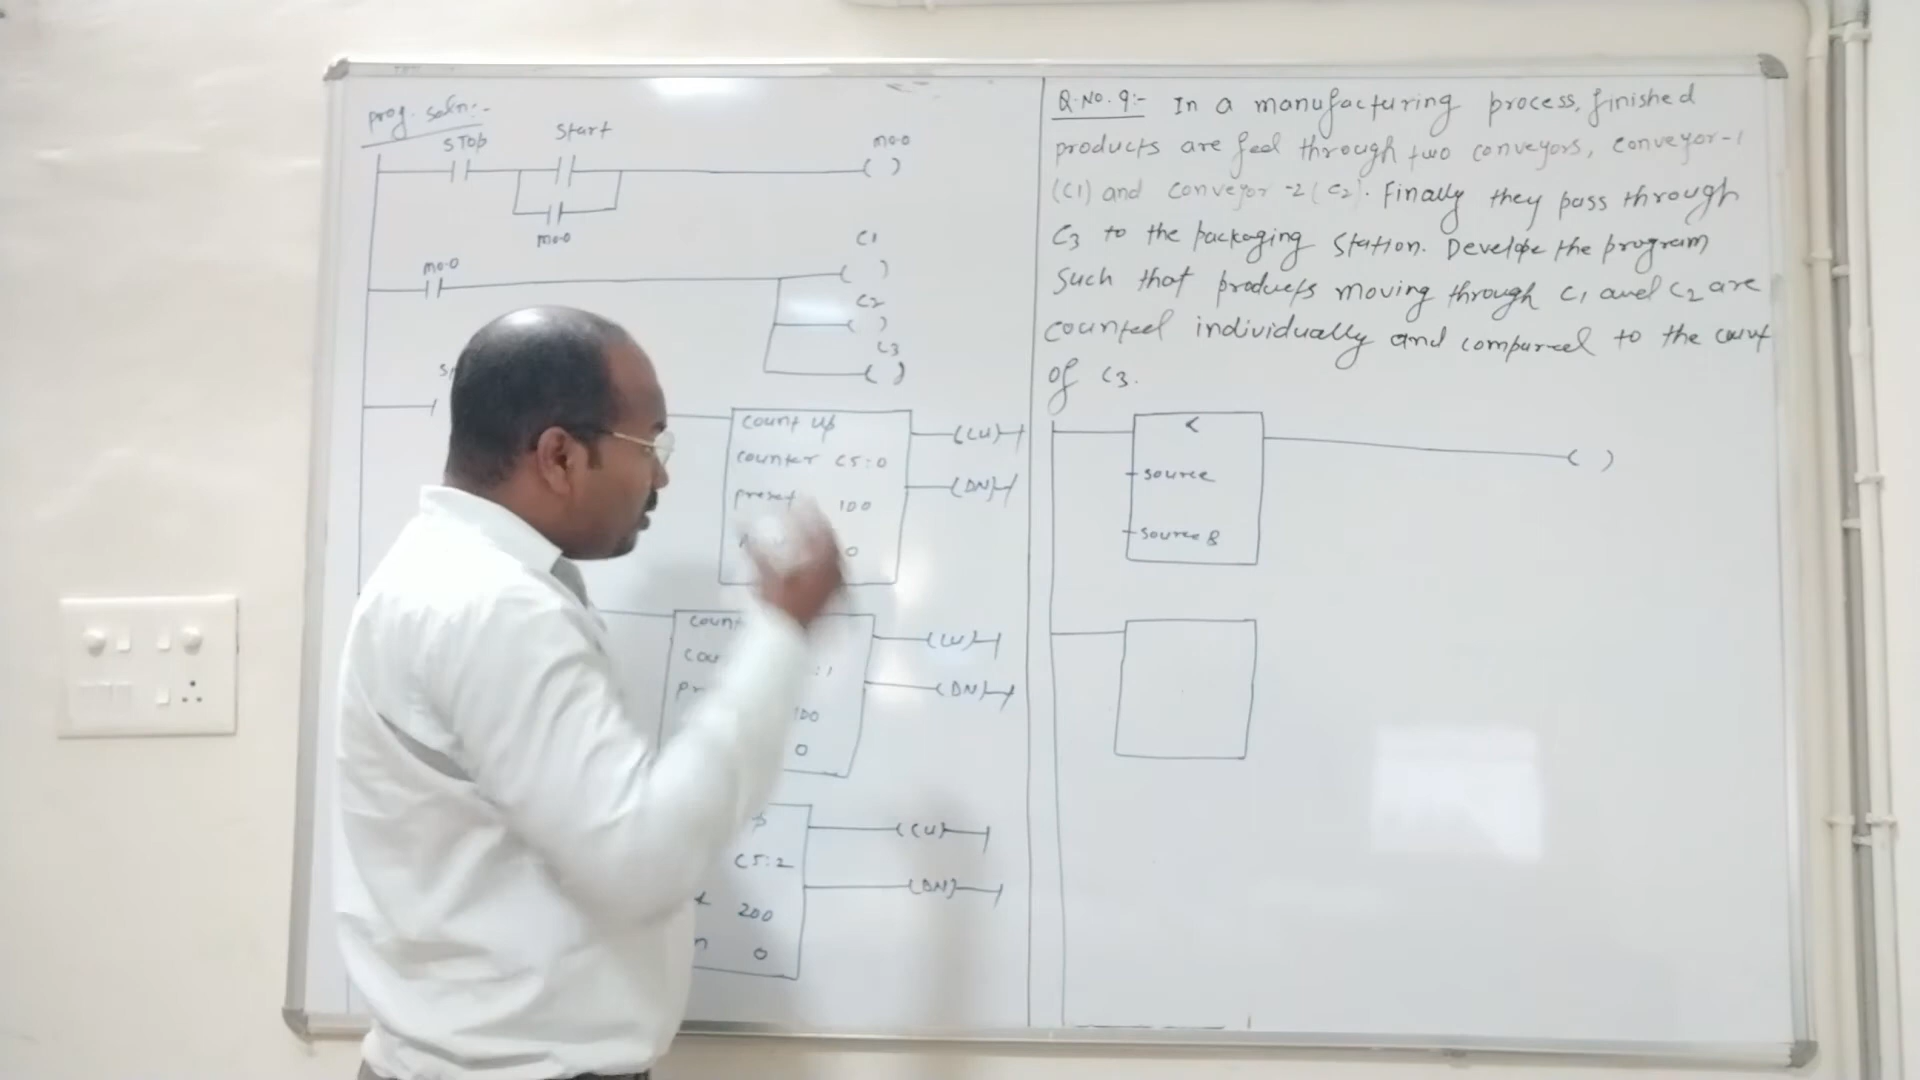 prog. soln:-
STop
Start
m0.0
m0.0
m0.0
C1
C2
C3
count up
counter C5:0
preset 100
0
(CU)
(DN)
100
0
(CU)
(DN)
C5:2
200
0
(CU)
(DN)
Q.No.9:- In a manufacturing process, finished
products are feel through two conveyors, conveyor-1
(C1) and conveyor-2 (C2). Finally they pass through
C3 to the packaging Station. Develope the program
Such that products moving through C1 and C2 are
counted individually and compared to the count
of C3.
<
source
source B